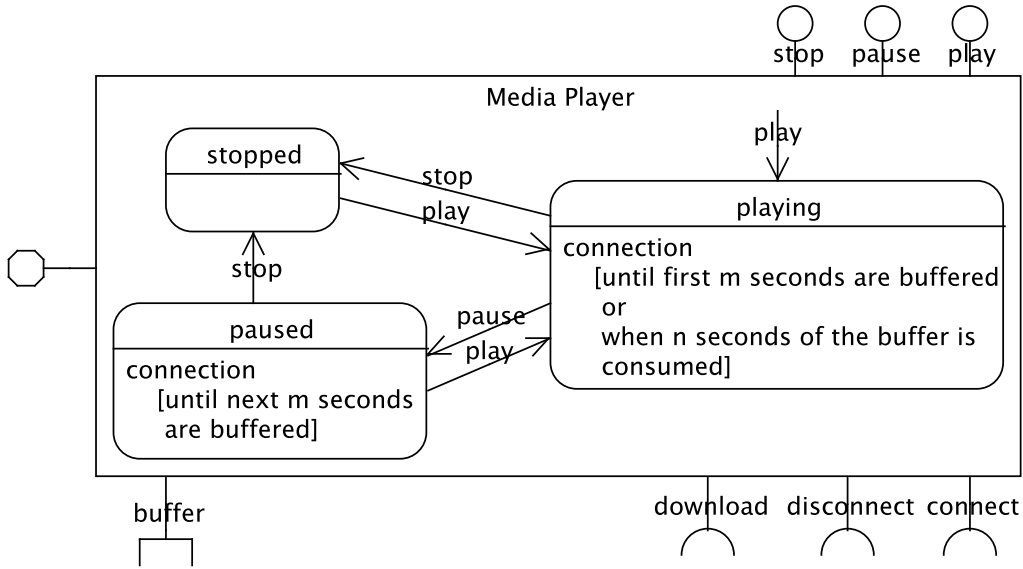 stop
pause
play
Media Player
play
stopped
stop
play
playing
connection
[until first m seconds are buffered
or
when n seconds of the buffer is
consumed]
stop
pause
play
paused
connection
[until next m seconds
are buffered]
buffer
download
disconnect
connect